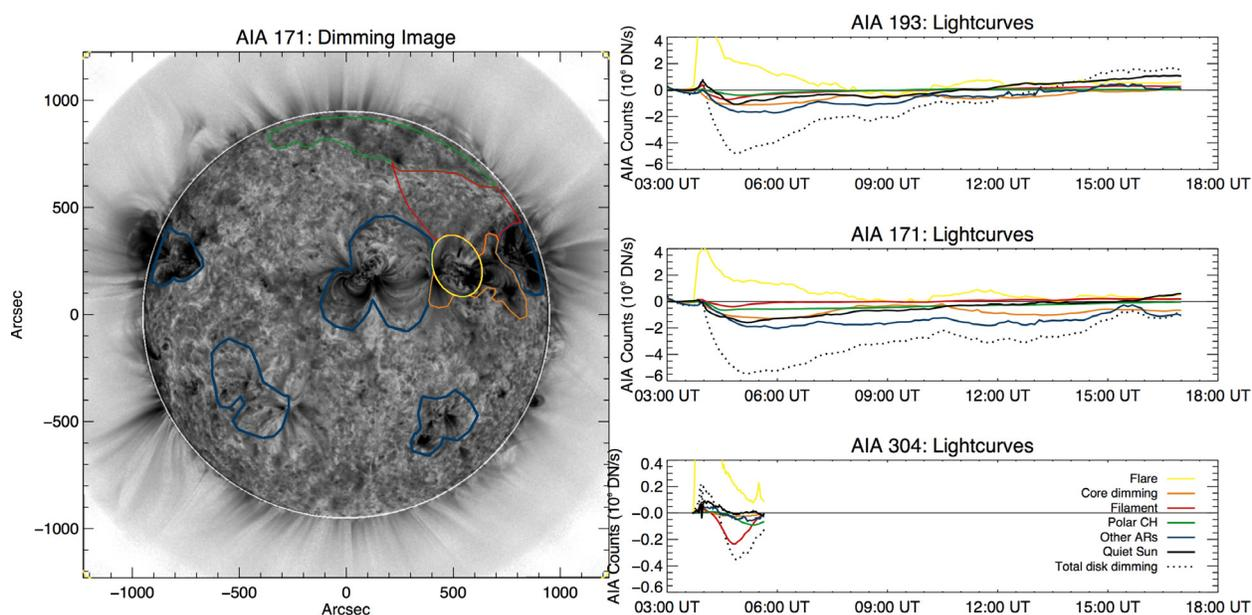 AIA 171: Dimming Image
1000
500
0
−500
−1000
Arcsec
−1000
−500
0
500
1000
Arcsec
AIA 193: Lightcurves
AIA Counts (10⁶ DN/s)
4
2
0
−2
−4
−6
03:00 UT
06:00 UT
09:00 UT
12:00 UT
15:00 UT
18:00 UT
AIA 171: Lightcurves
AIA Counts (10⁶ DN/s)
4
2
0
−2
−4
−6
03:00 UT
06:00 UT
09:00 UT
12:00 UT
15:00 UT
18:00 UT
AIA 304: Lightcurves
AIA Counts (10⁶ DN/s)
0.4
0.2
−0.0
−0.2
−0.4
−0.6
03:00 UT
06:00 UT
09:00 UT
12:00 UT
15:00 UT
18:00 UT
Flare
Core dimming
Filament
Polar CH
Other ARs
Quiet Sun
Total disk dimming